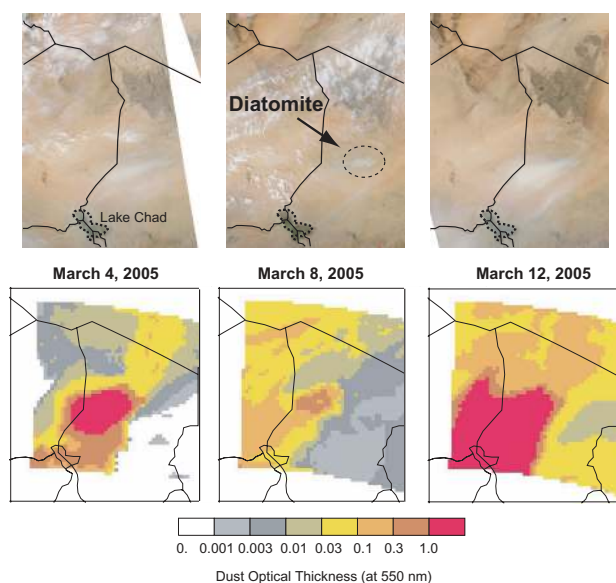 Diatomite
Lake Chad
March 4, 2005
March 8, 2005
March 12, 2005
0. 0.001 0.003 0.01 0.03 0.1 0.3 1.0
Dust Optical Thickness (at 550 nm)